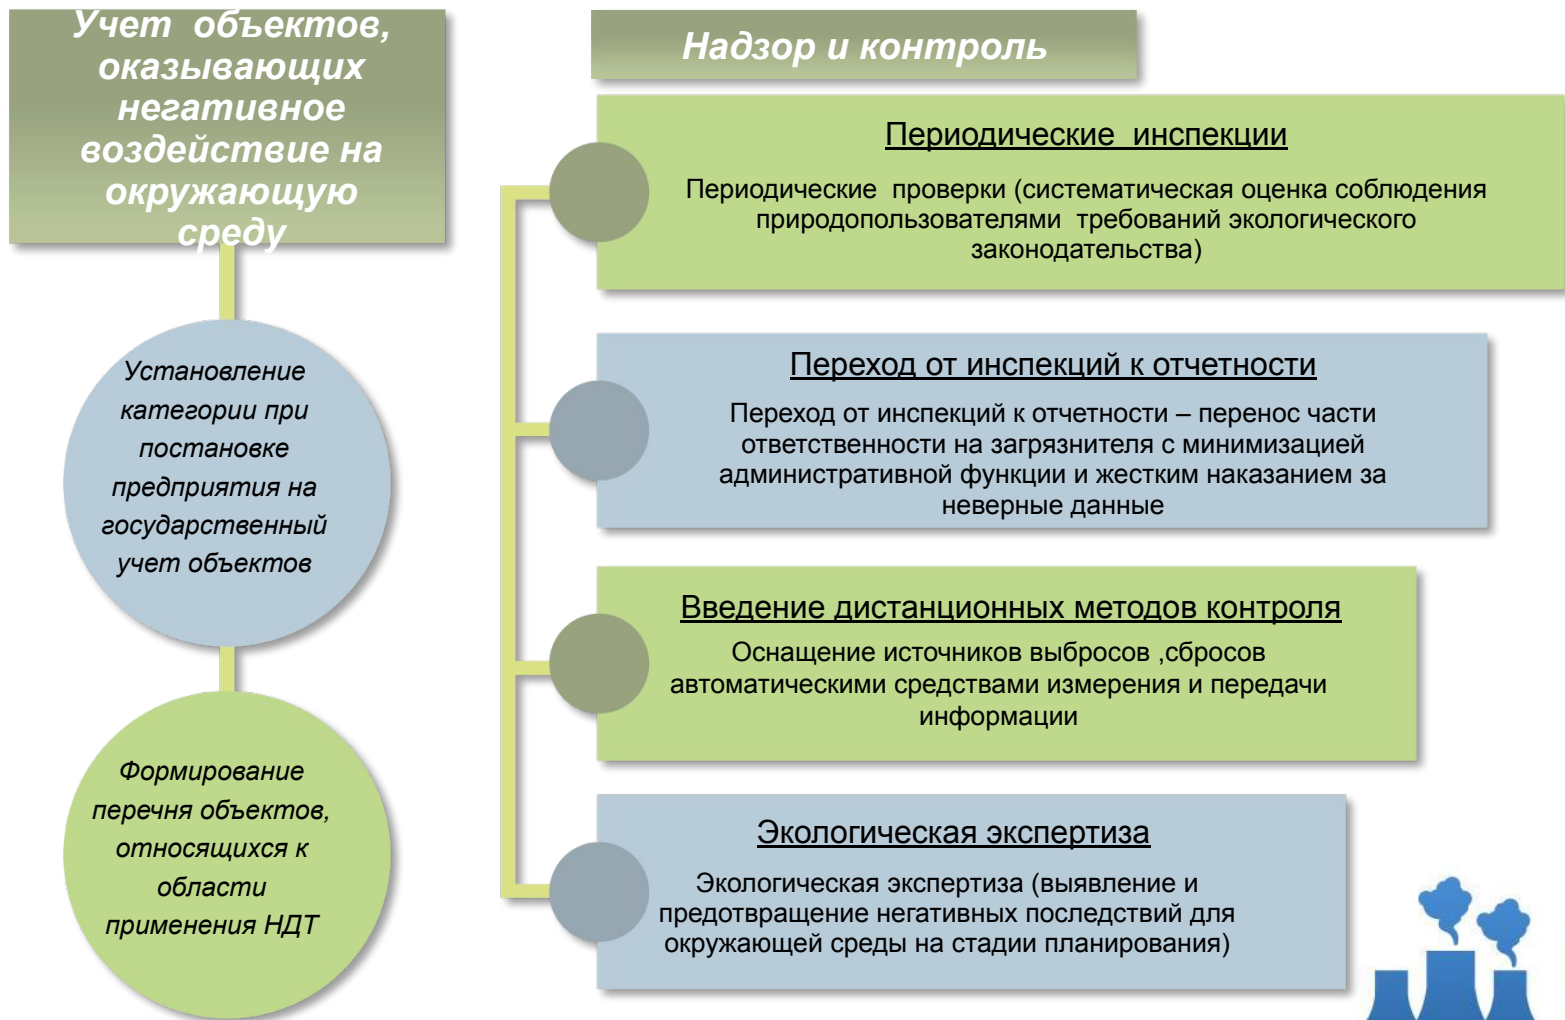 Учет объектов,
оказывающих
негативное
воздействие на
окружающую
среду
Установление
категории при
постановке
предприятия на
государственный
учет объектов
Формирование
перечня объектов,
относящихся к
области
применения НДТ
Надзор и контроль
Периодические инспекции
Периодические проверки (систематическая оценка соблюдения
природопользователями требований экологического
законодательства)
Переход от инспекций к отчетности
Переход от инспекций к отчетности – перенос части
ответственности на загрязнителя с минимизацией
административной функции и жестким наказанием за
неверные данные
Введение дистанционных методов контроля
Оснащение источников выбросов ,сбросов
автоматическими средствами измерения и передачи
информации
Экологическая экспертиза
Экологическая экспертиза (выявление и
предотвращение негативных последствий для
окружающей среды на стадии планирования)